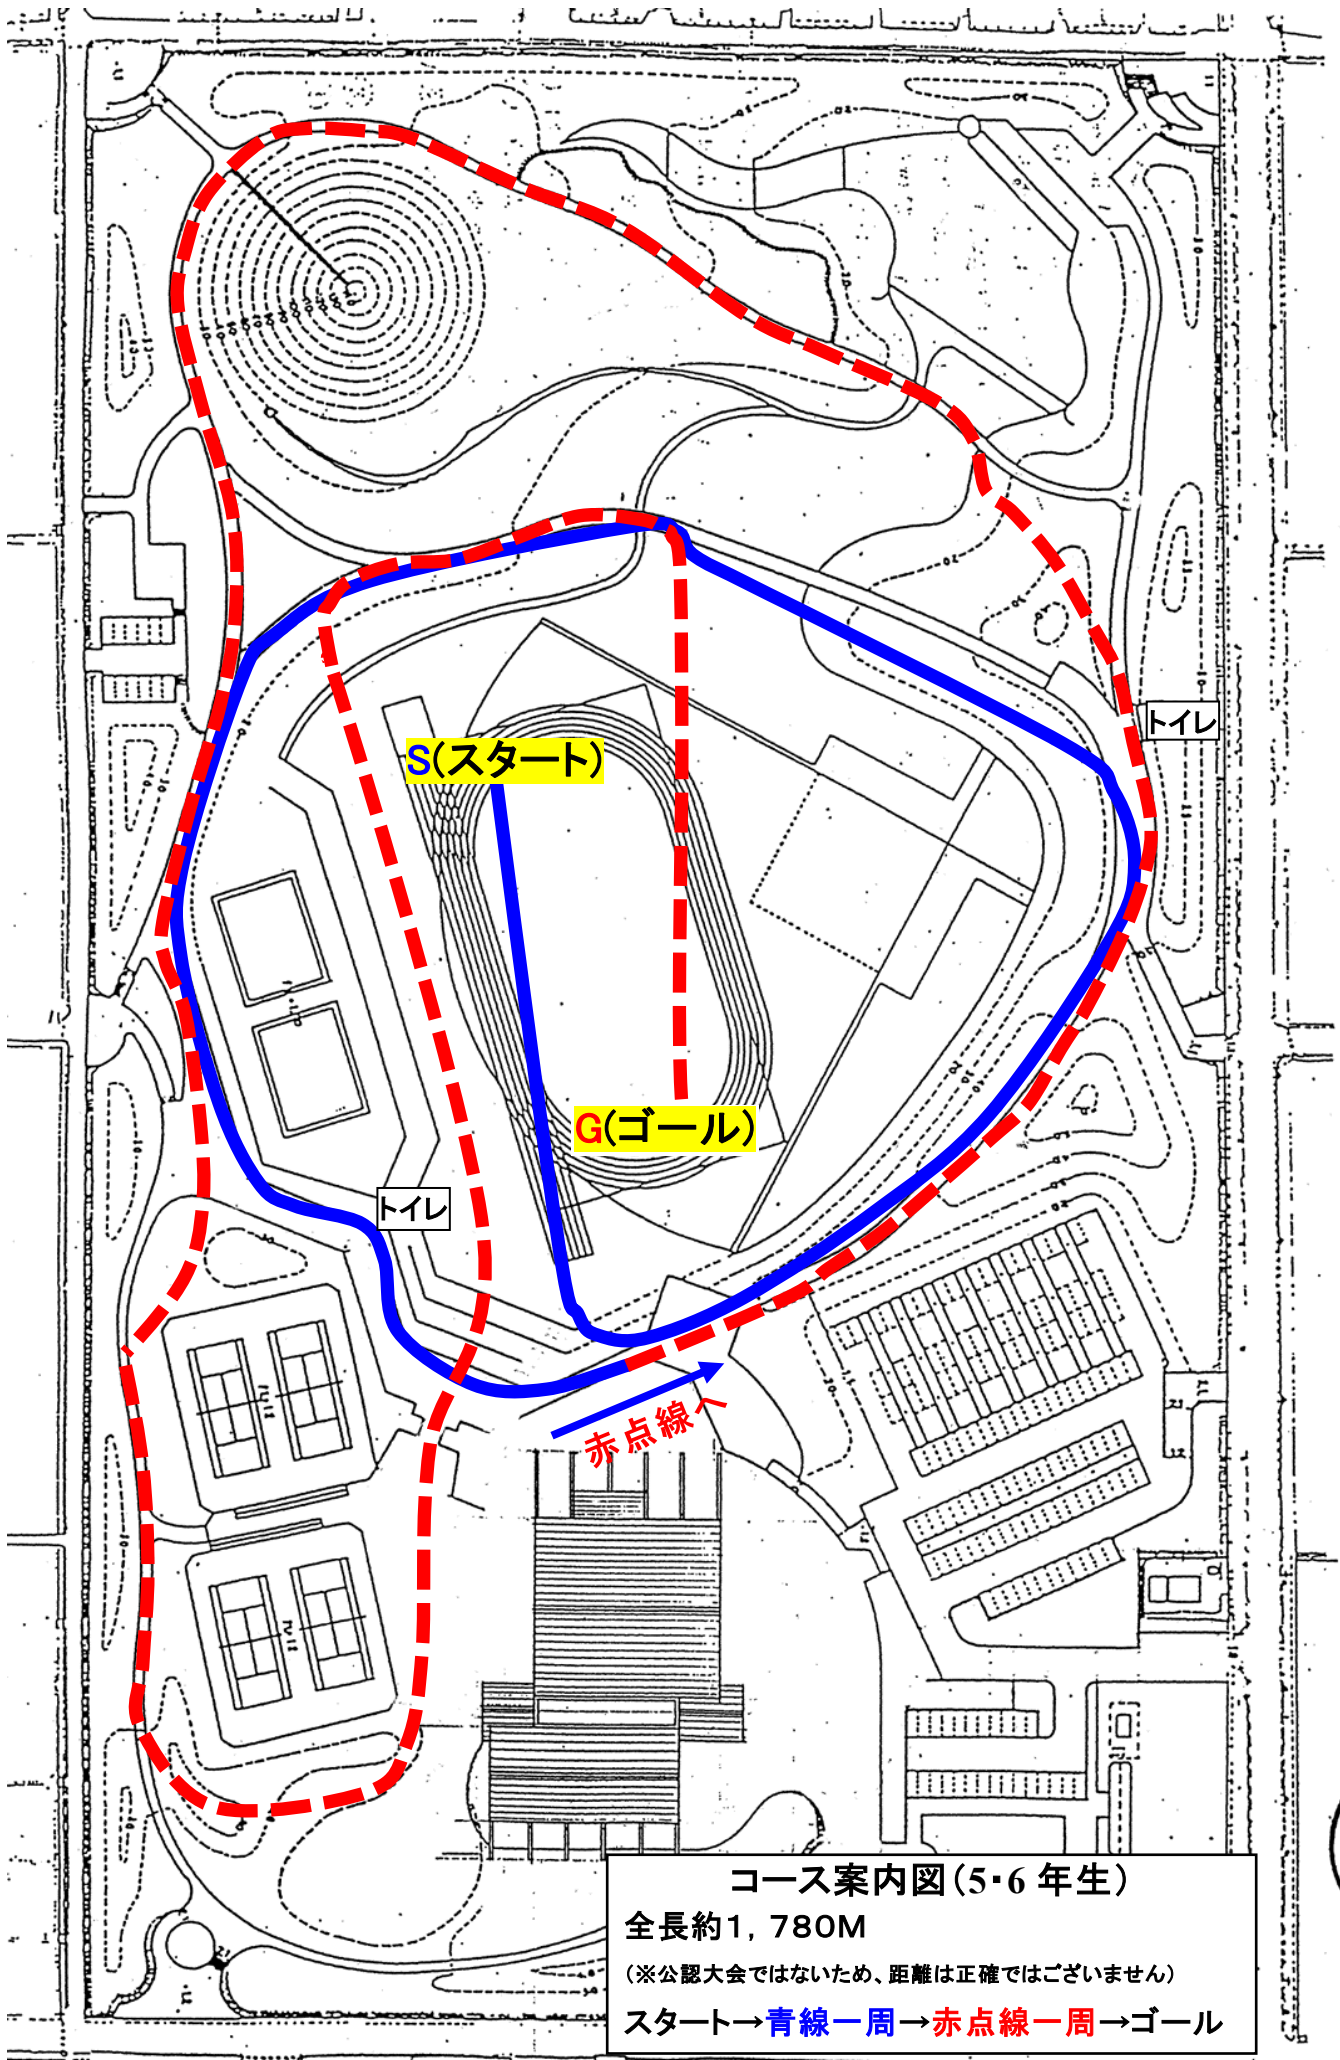 トイレ
S(スタート)
G(ゴール)
トイレ
赤点線へ
コース案内図(5・6 年生)
全長約1, 780M
(※公認大会ではないため、距離は正確ではございません)
スタート→青線一周→赤点線一周→ゴール